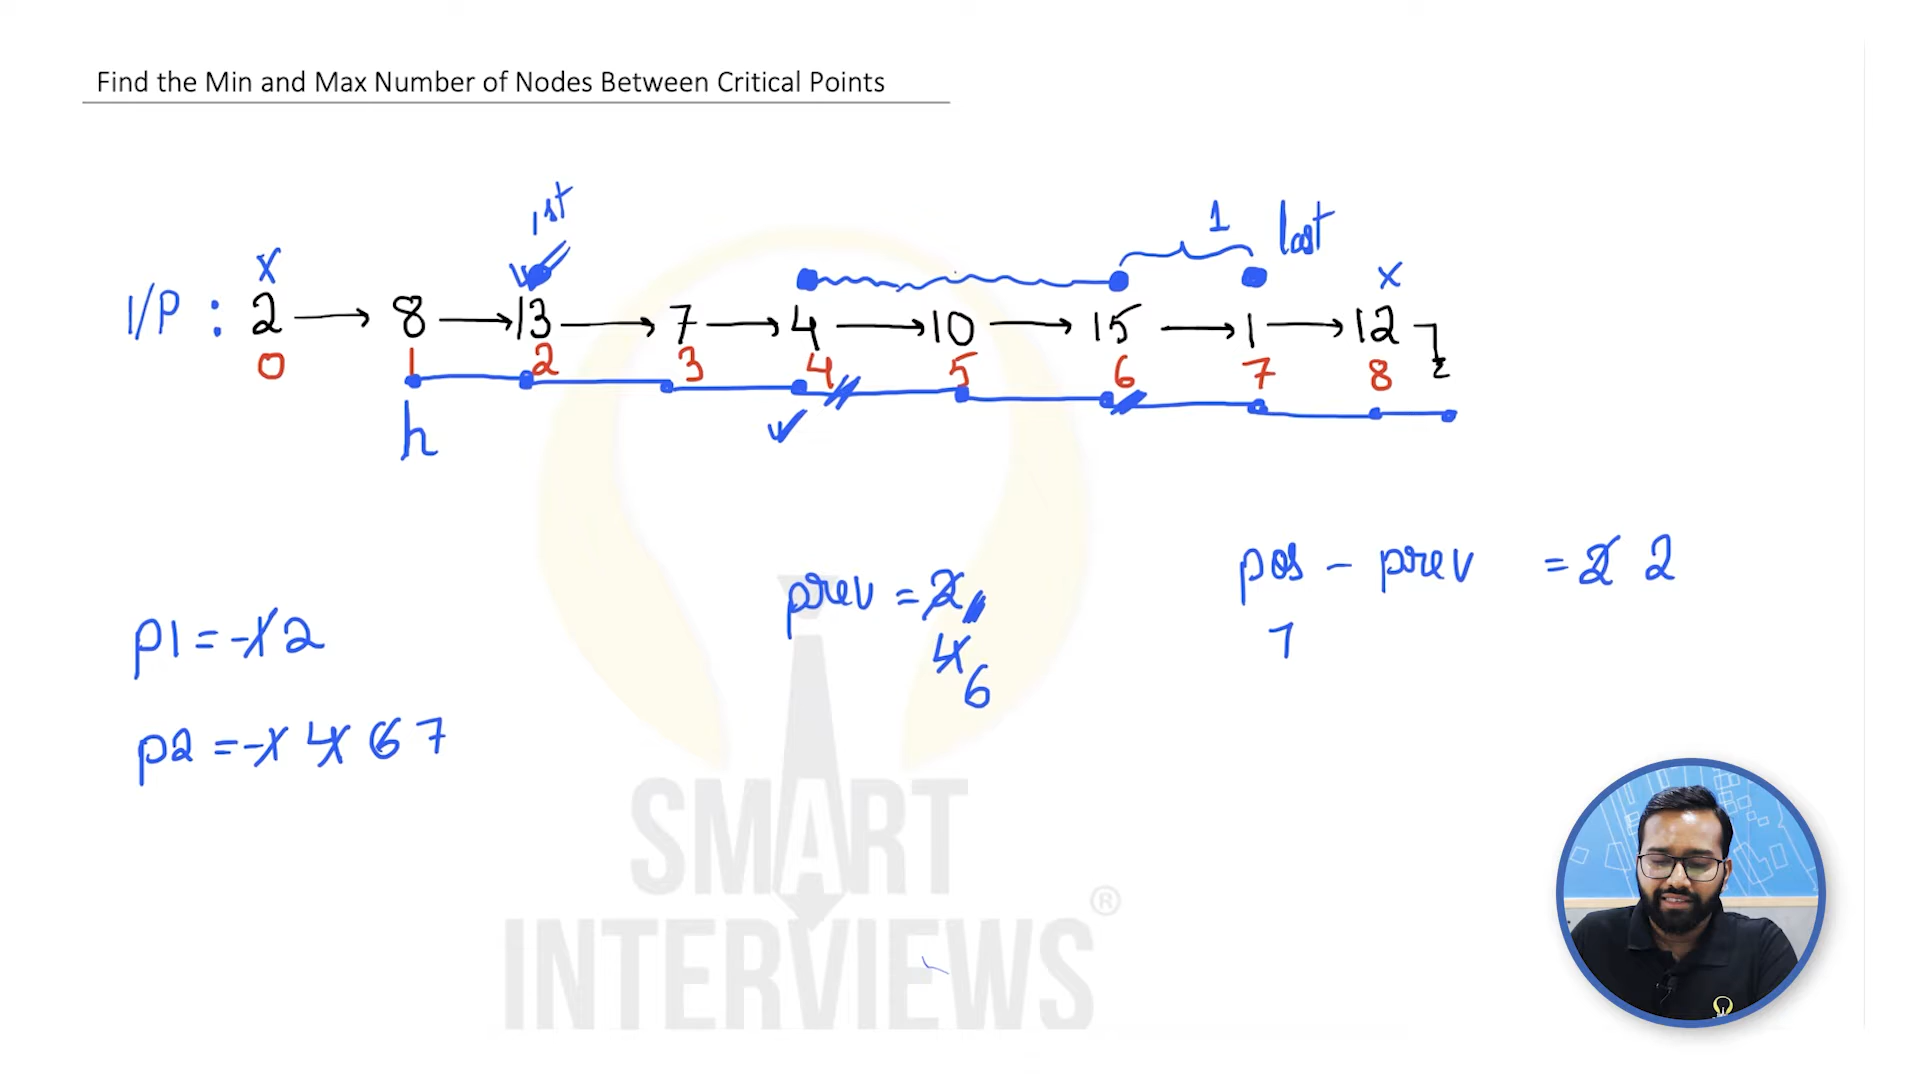 Find the Min and Max Number of Nodes Between Critical Points
1st
1
last
x
x
I/P : 2 → 8 → 13 → 7 → 4 → 10 → 15 → 1 → 12
0 1 2 3 4 5 6 7 8
h
pos - prev = 2 2
7
prev = 2
4
6
p1 = -1 2
p2 = -1 4 6 7
SMART
INTERVIEWS®